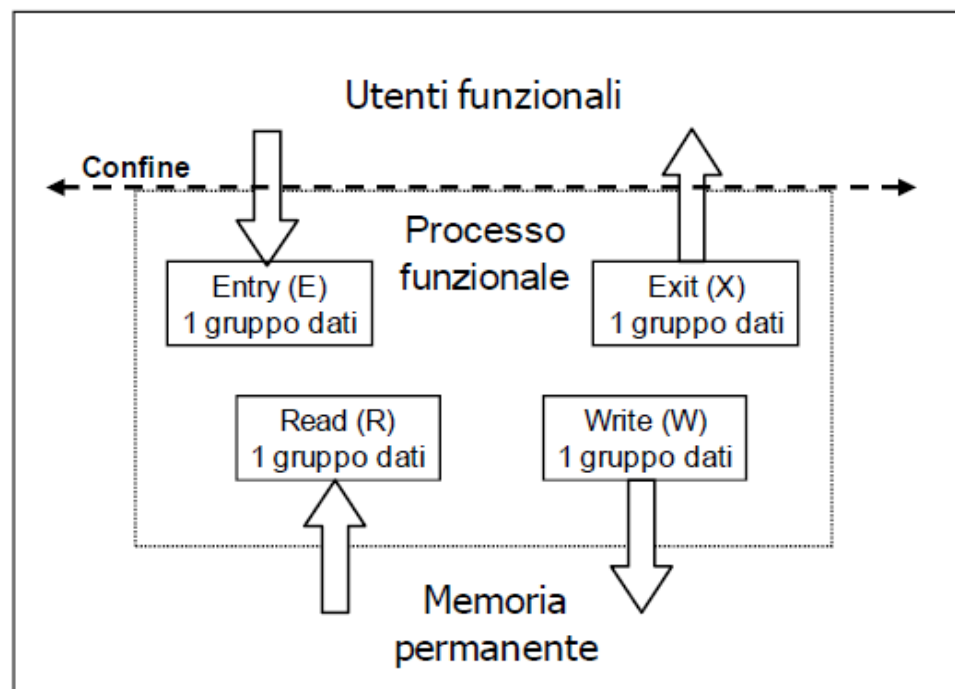 Utenti funzionali
Confine
Processo
funzionale
Entry (E)
1 gruppo dati
Exit (X)
1 gruppo dati
Read (R)
1 gruppo dati
Write (W)
1 gruppo dati
Memoria
permanente